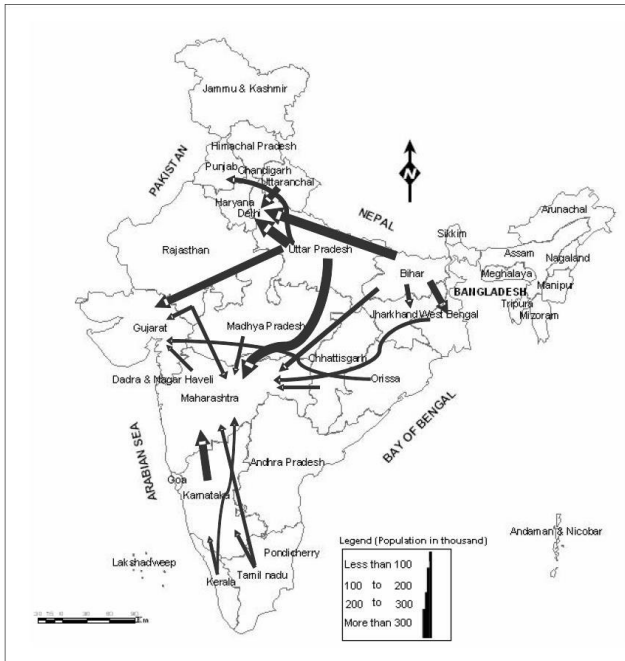 Jammu & Kashmir
Himachal Pradesh
Punjab
Chandigarh
Uttaranchal
PAKISTAN
Haryana
Delhi
NEPAL
Rajasthan
Uttar Pradesh
Sikkim
Arunachal
Assam
Nagaland
Bihar
Meghalaya
Manipur
BANGLADESH
Tripura
Mizoram
Gujarat
Madhya Pradesh
Jharkhand
West Bengal
Chhattisgarh
Dadra & Nagar Haveli
Orissa
Maharashtra
ARABIAN SEA
BAY OF BENGAL
Andhra Pradesh
Goa
Karnataka
Andaman & Nicobar
Pondicherry
Lakshadweep
Kerala
Tamil nadu
N
Legend (Population in thousand)
Less than 100
100 to 200
200 to 300
More than 300